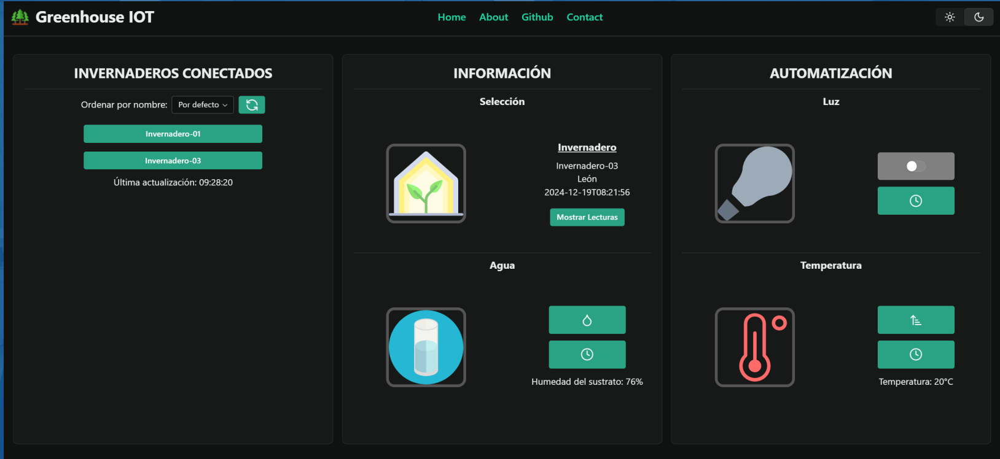 Greenhouse IOT
Home About Github Contact
INVERNADEROS CONECTADOS
Ordenar por nombre: Por defecto
Invernadero-01
Invernadero-03
Última actualización: 09:28:20
INFORMACIÓN
Selección
Invernadero
Invernadero-03
León
2024-12-19T08:21:56
Mostrar Lecturas
Agua
Humedad del sustrato: 76%
AUTOMATIZACIÓN
Luz
Temperatura
Temperatura: 20°C